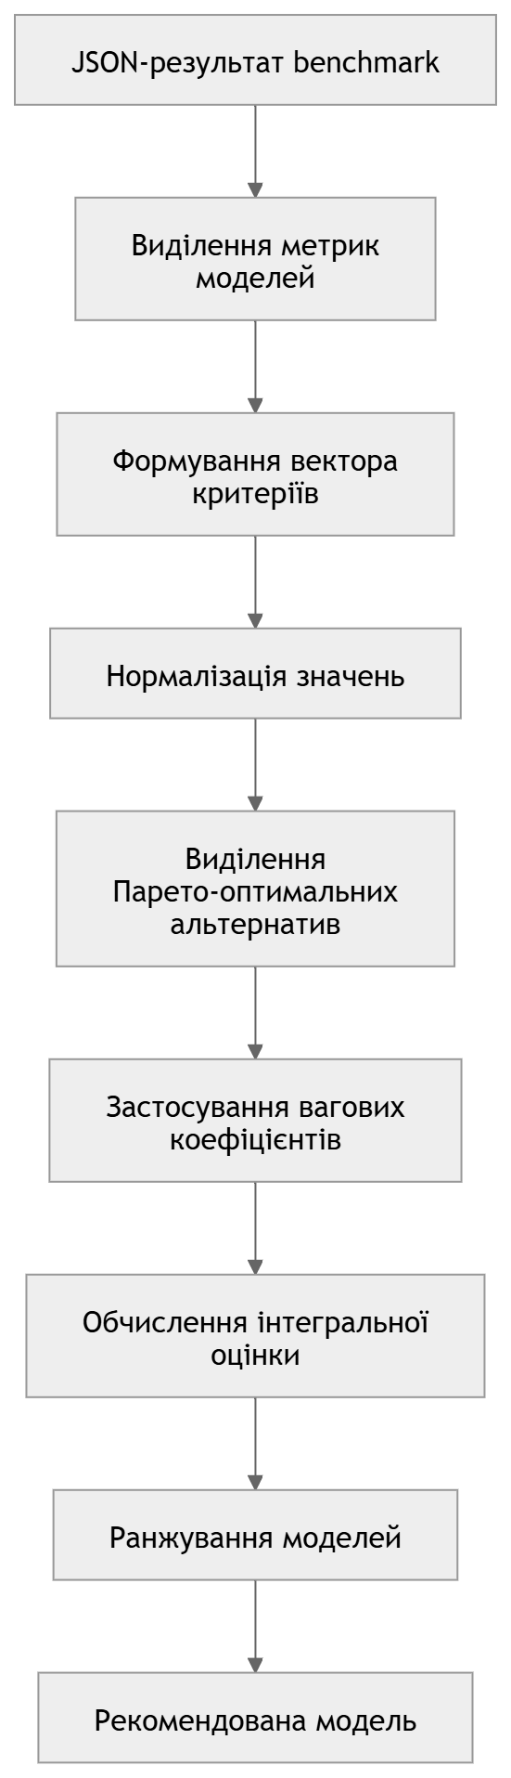 JSON-результат benchmark
Виділення метрик
моделей
Формування вектора
критеріїв
Нормалізація значень
Виділення
Парето-оптимальних
альтернатив
Застосування вагових
коефіцієнтів
Обчислення інтегральної
оцінки
Ранжування моделей
Рекомендована модель